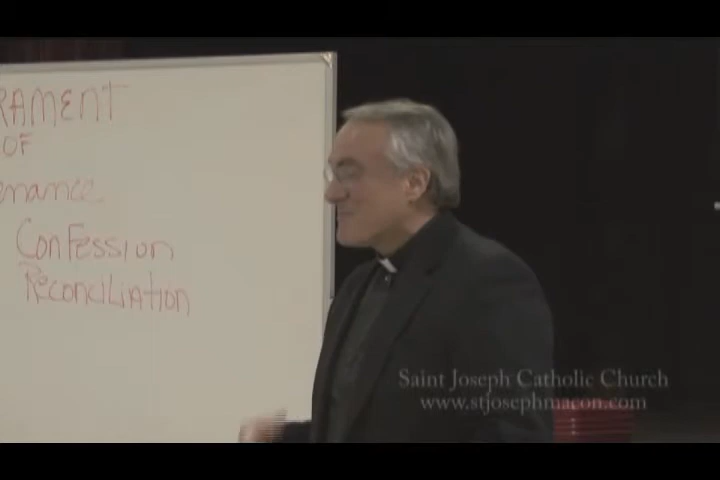 RAMENT
OF
enance
Confession
Reconciliation
Saint Joseph Catholic Church
www.stjosephmacon.com